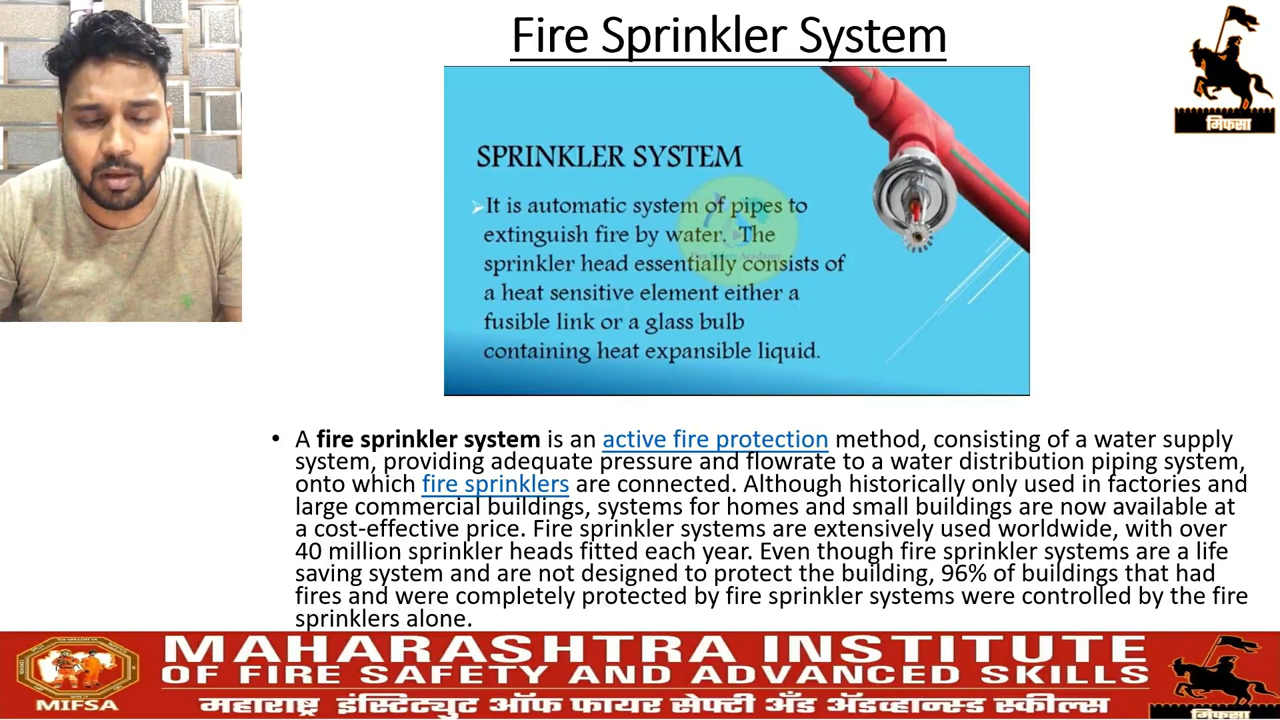 Fire Sprinkler System
मिफसा
SPRINKLER SYSTEM
It is automatic system of pipes to
extinguish fire by water. The
sprinkler head essentially consists of
a heat sensitive element either a
fusible link or a glass bulb
containing heat expansible liquid.
• A fire sprinkler system is an active fire protection method, consisting of a water supply
system, providing adequate pressure and flowrate to a water distribution piping system,
onto which fire sprinklers are connected. Although historically only used in factories and
large commercial buildings, systems for homes and small buildings are now available at
a cost-effective price. Fire sprinkler systems are extensively used worldwide, with over
40 million sprinkler heads fitted each year. Even though fire sprinkler systems are a life
saving system and are not designed to protect the building, 96% of buildings that had
fires and were completely protected by fire sprinkler systems were controlled by the fire
sprinklers alone.
MAHARASHTRA INSTITUTE
OF FIRE SAFETY AND ADVANCED SKILLS
MIFSA
महाराष्ट्र इंस्टिट्युट ऑफ फायर सेफ्टी अँड अ‍ॅडव्हान्स्ड स्कील्स
मिफसा